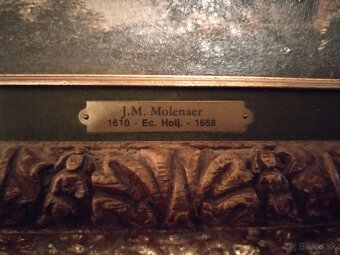 J.M. Molenaer
1610 - Ec. Holl. - 1668
Bazos.sk